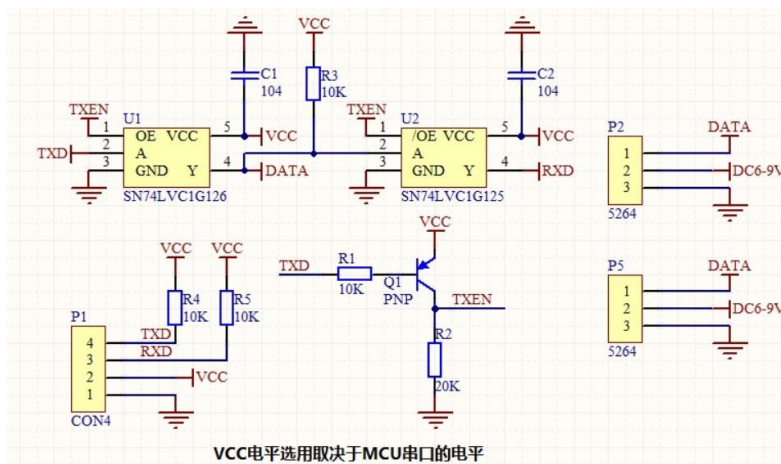 VCC
C1
104
R3
10K
C2
104
TXEN
U1
TXEN
U2
1 OE VCC 5 VCC
TXD 2 A
3 GND Y 4 DATA
SN74LVC1G126
1 /OE VCC 5 VCC
2 A
3 GND Y 4 RXD
SN74LVC1G125
P2
DATA
1
2 DC6-9V
3
5264
VCC
VCC
R4
10K
R5
10K
P1
4 TXD
3 RXD
2 VCC
1
CON4
VCC
TXD
R1
10K
Q1
PNP
TXEN
R2
20K
P5
DATA
1
2 DC6-9V
3
5264
VCC电平选用取决于MCU串口的电平